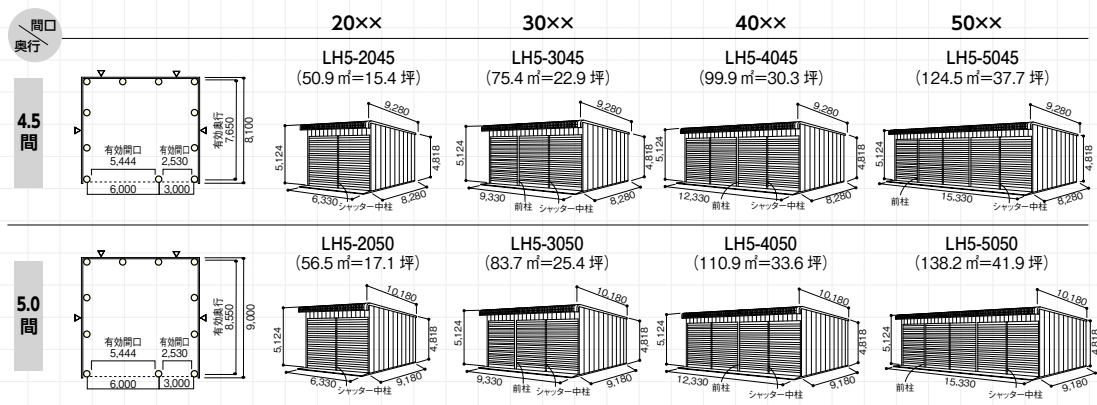 間口
奥行
20×× 30×× 40×× 50××
4.5
間
有効間口 有効間口
5,444 2,530
6,000 3,000
有効奥行
7,650
8,100
LH5-2045
(50.9㎡=15.4坪)
9,280
5,124
4,818
6,330
8,280
シャッター中柱
LH5-3045
(75.4㎡=22.9坪)
9,280
5,124
4,818
9,330
8,280
前柱
シャッター中柱
LH5-4045
(99.9㎡=30.3坪)
9,280
5,124
4,818
12,330
8,280
前柱
シャッター中柱
LH5-5045
(124.5㎡=37.7坪)
9,280
5,124
4,818
15,330
8,280
前柱
シャッター中柱
5.0
間
有効間口 有効間口
5,444 2,530
6,000 3,000
有効奥行
8,550
9,000
LH5-2050
(56.5㎡=17.1坪)
10,180
5,124
4,818
6,330
9,180
シャッター中柱
LH5-3050
(83.7㎡=25.4坪)
10,180
5,124
4,818
9,330
9,180
前柱
シャッター中柱
LH5-4050
(110.9㎡=33.6坪)
10,180
5,124
4,818
12,330
9,180
前柱
シャッター中柱
LH5-5050
(138.2㎡=41.9坪)
10,180
5,124
4,818
15,330
9,180
前柱
シャッター中柱